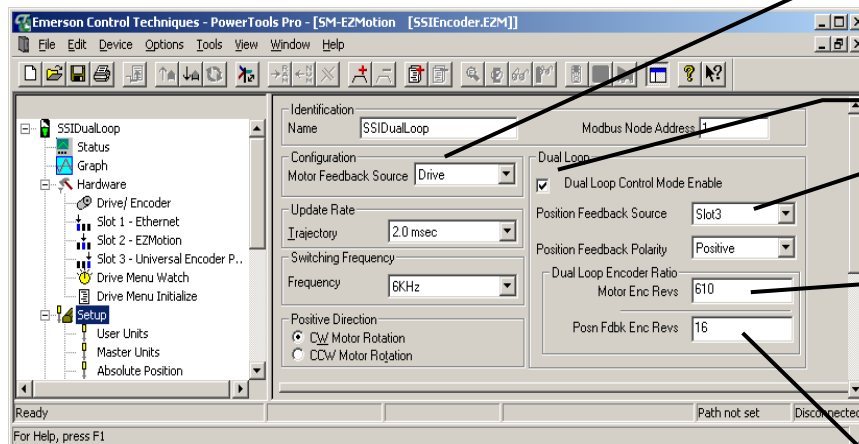 Emerson Control Techniques - PowerTools Pro - [SM-EZMotion [SSIEncoder.EZM]]
File Edit Device Options Tools View Window Help
SSIDualLoop
Status
Graph
Hardware
Drive/ Encoder
Slot 1 - Ethernet
Slot 2 - EZMotion
Slot 3 - Universal Encoder P..
Drive Menu Watch
Drive Menu Initialize
Setup
User Units
Master Units
Absolute Position
Identification
Name SSIDualLoop Modbus Node Address 1
Configuration
Motor Feedback Source Drive
Update Rate
Trajectory 2.0 msec
Switching Frequency
Frequency 6KHz
Positive Direction
CW Motor Rotation
CCW Motor Rotation
Dual Loop
Dual Loop Control Mode Enable
Position Feedback Source Slot3
Position Feedback Polarity Positive
Dual Loop Encoder Ratio
Motor Enc Revs 610
Posn Fdbk Enc Revs 16
Ready Path not set Disconnected
For Help, press F1